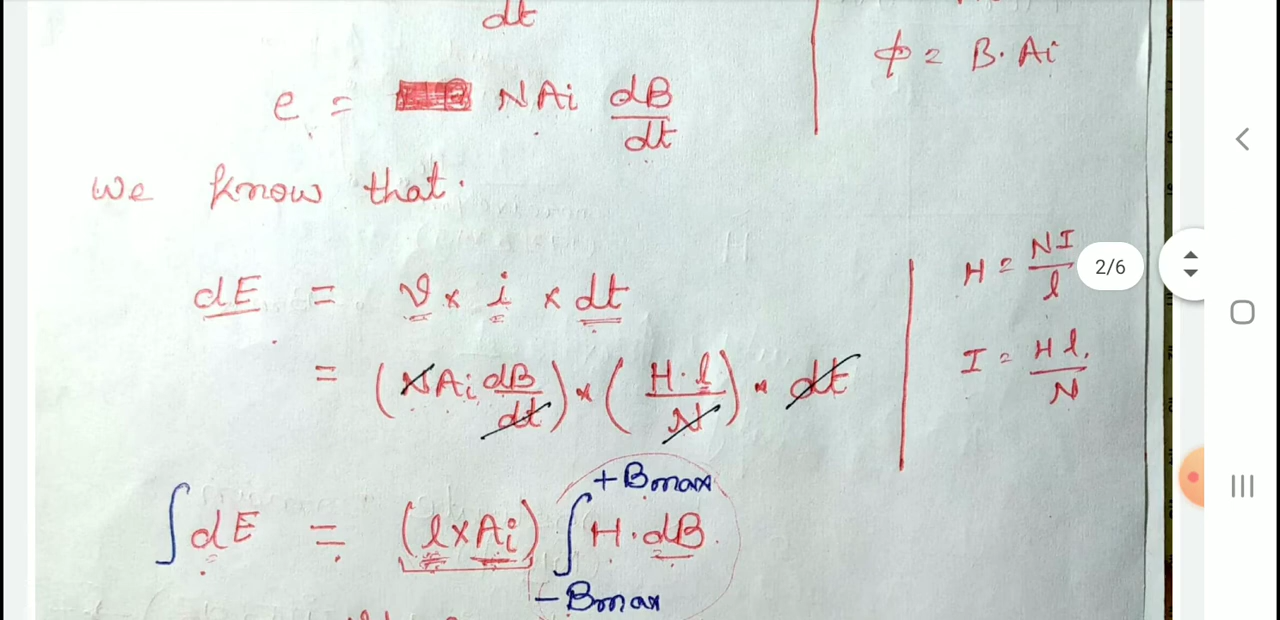 dt
φ = B. Ai
e = NAi dB/dt
we know that.
H = NI/l
2/6
dE = v × i × dt
I = Hl./N
= (NAi dB/dt) × (H.l/N) × dt
∫dE = (l×Ai) ∫ H.dB.
+Bmax
-Bmax